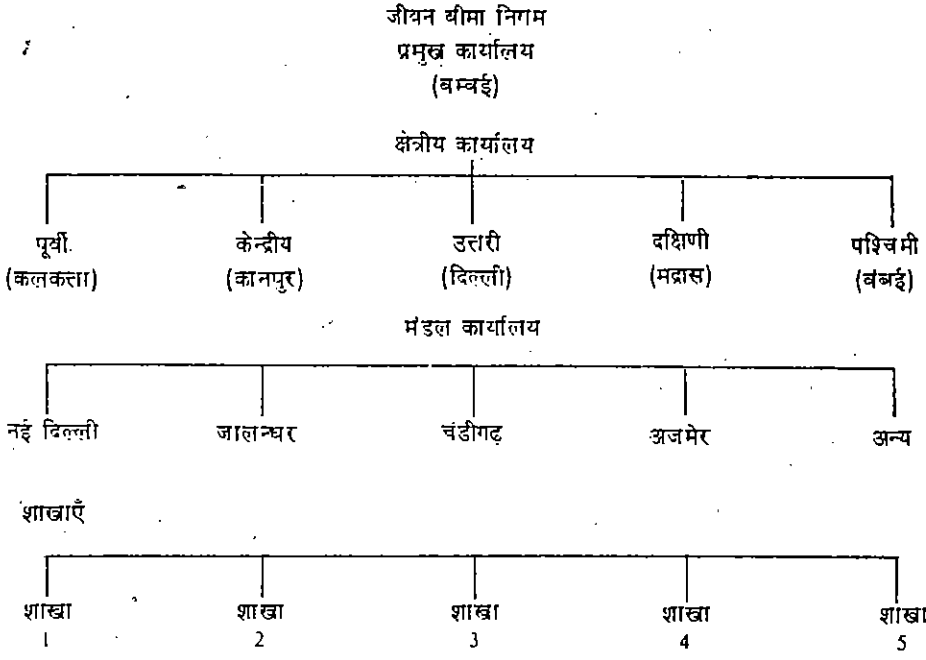 जीवन बीमा निगम
प्रमुख कार्यालय
(बम्बई)
क्षेत्रीय कार्यालय
पूर्वी केन्द्रीय उत्तरी दक्षिणी पश्चिमी
(कलकत्ता) (कानपुर) (दिल्ली) (मद्रास) (बंबई)
मंडल कार्यालय
नई दिल्ली जालन्धर चंडीगढ़ अजमेर अन्य
शाखाएँ
शाखा शाखा शाखा शाखा शाखा
1 2 3 4 5